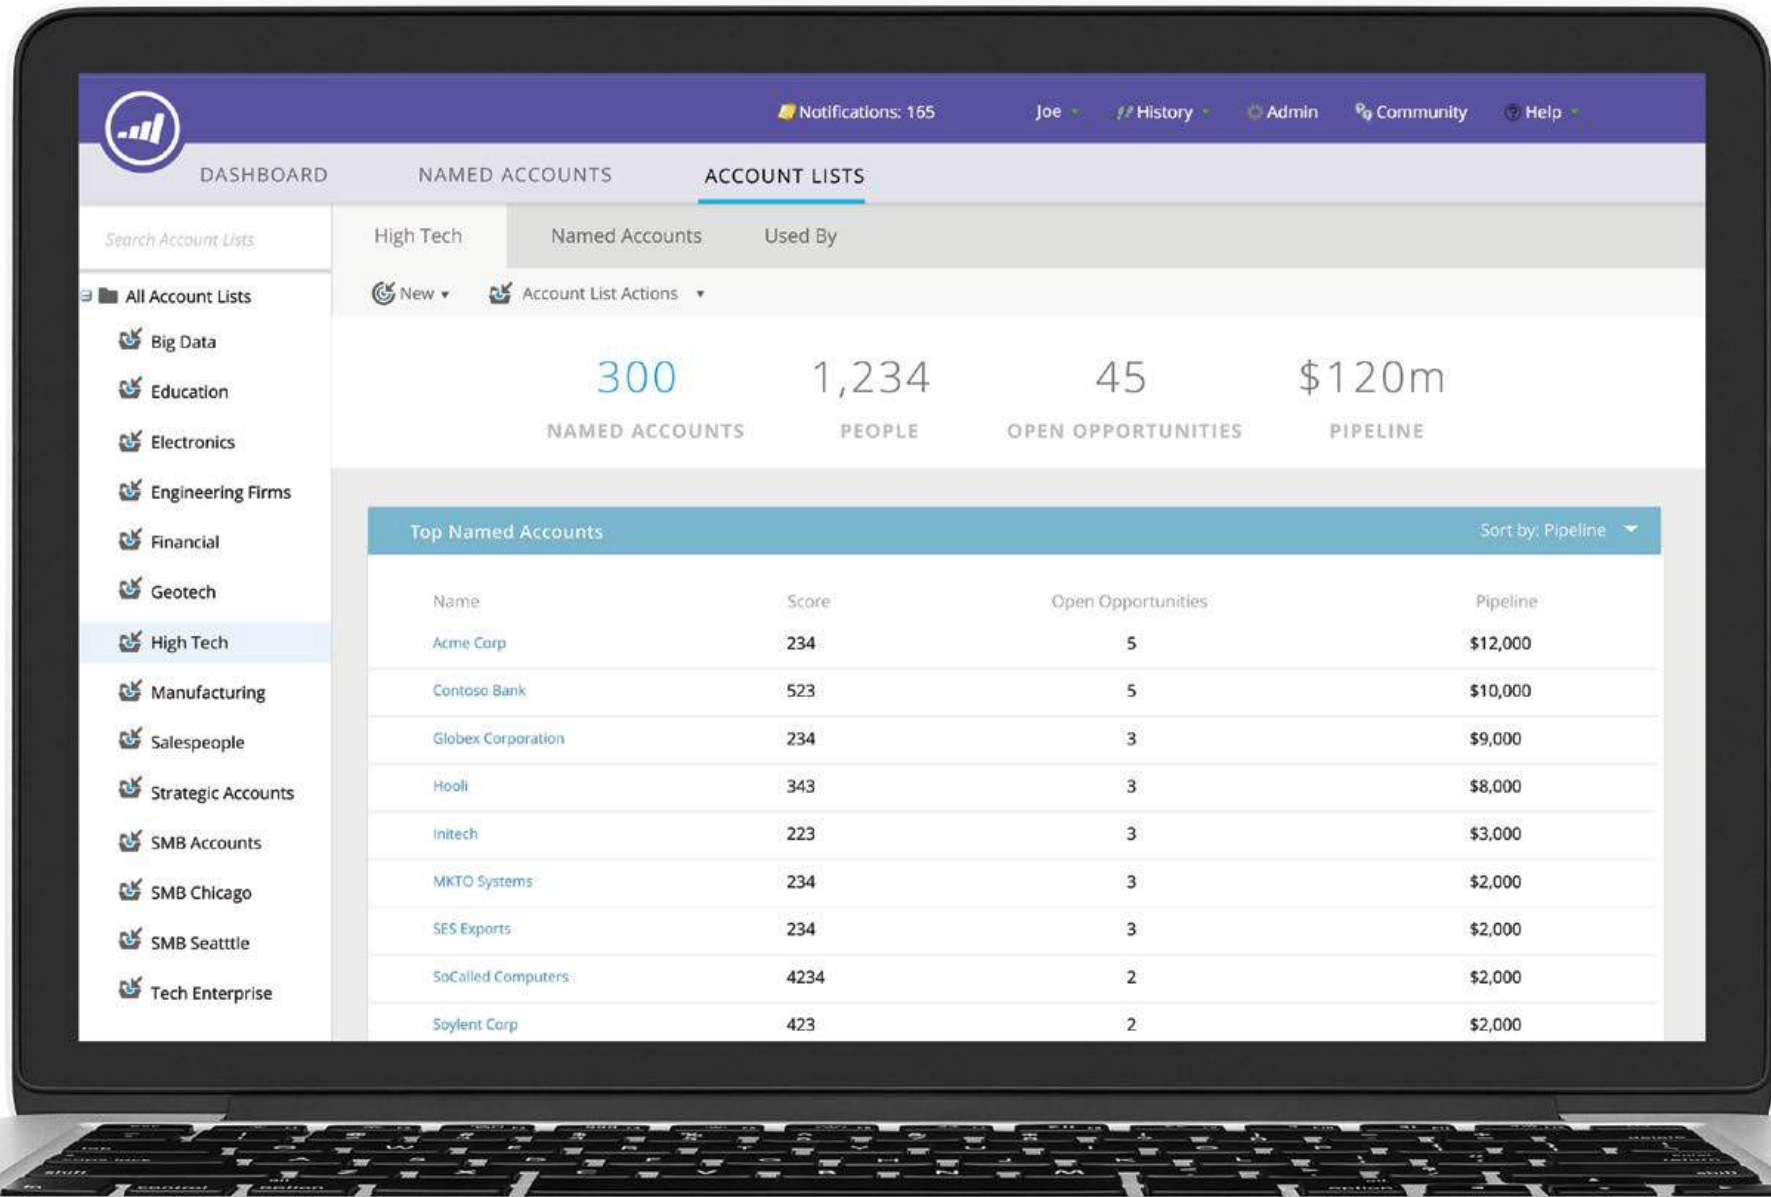 Notifications: 165 Joe History Admin Community Help
DASHBOARD NAMED ACCOUNTS ACCOUNT LISTS
Search Account Lists
High Tech Named Accounts Used By
New Account List Actions
All Account Lists
Big Data
Education
Electronics
Engineering Firms
Financial
Geotech
High Tech
Manufacturing
Salespeople
Strategic Accounts
SMB Accounts
SMB Chicago
SMB Seatttle
Tech Enterprise
300 1,234 45 $120m
NAMED ACCOUNTS PEOPLE OPEN OPPORTUNITIES PIPELINE
Top Named Accounts Sort by: Pipeline
Name Score Open Opportunities Pipeline
Acme Corp 234 5 $12,000
Contoso Bank 523 5 $10,000
Globex Corporation 234 3 $9,000
Hooli 343 3 $8,000
Initech 223 3 $3,000
MKTO Systems 234 3 $2,000
SES Exports 234 3 $2,000
SoCalled Computers 4234 2 $2,000
Soylent Corp 423 2 $2,000